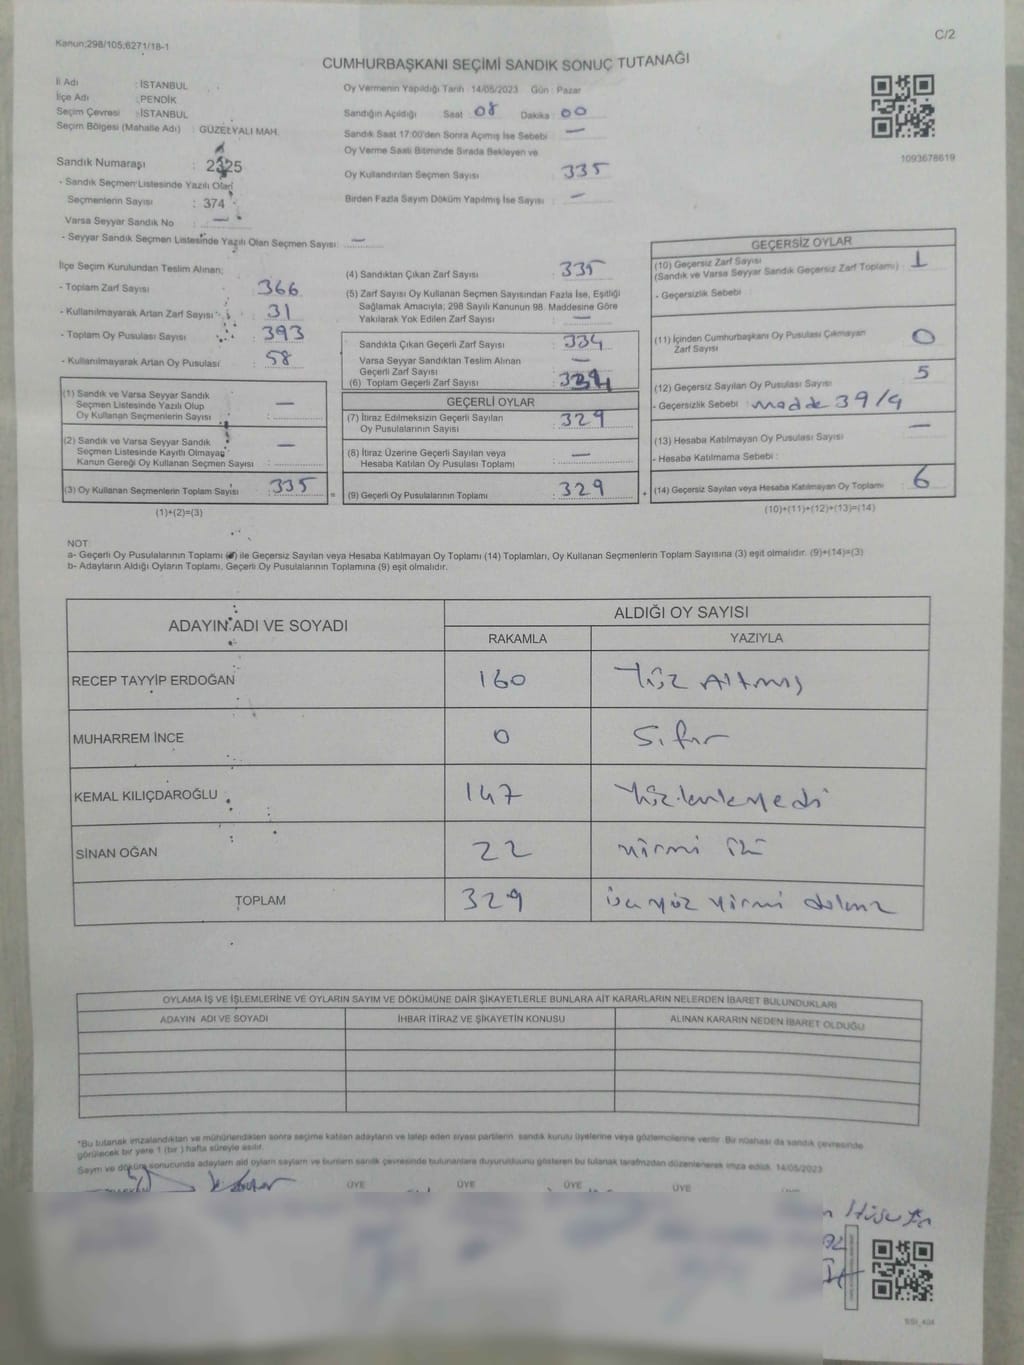 Kanun;298/105;6271/18-1
C/2
CUMHURBAŞKANI SEÇİMİ SANDIK SONUÇ TUTANAĞI
İl Adı : İSTANBUL
İlçe Adı : PENDİK
Seçim Çevresi : İSTANBUL
Seçim Bölgesi (Mahalle Adı) : GÜZELYALI MAH.
Oy Vermenin Yapıldığı Tarih 14/05/2023 Gün : Pazar
Sandığın Açıldığı Saat 08 Dakika 00
Sandık Saat 17:00'den Sonra Açılmış İse Sebebi : —
Oy Verme Saati Bitiminde Sırada Bekleyen ve
Oy Kullandırılan Seçmen Sayısı : 335
Birden Fazla Sayım Döküm Yapılmış İse Sayısı : —
1093678619
Sandık Numarası : 2325
- Sandık Seçmen Listesinde Yazılı Olan
Seçmenlerin Sayısı : 374
Varsa Seyyar Sandık No : —
- Seyyar Sandık Seçmen Listesinde Yazılı Olan Seçmen Sayısı: —
İlçe Seçim Kurulundan Teslim Alınan;
- Toplam Zarf Sayısı : 366
- Kullanılmayarak Artan Zarf Sayısı : 31
- Toplam Oy Pusulası Sayısı : 393
- Kullanılmayarak Artan Oy Pusulası : 58
(1) Sandık ve Varsa Seyyar Sandık
Seçmen Listesinde Yazılı Olup
Oy Kullanan Seçmenlerin Sayısı : —
(2) Sandık ve Varsa Seyyar Sandık
Seçmen Listesinde Kayıtlı Olmayan
Kanun Gereği Oy Kullanan Seçmen Sayısı : —
(3) Oy Kullanan Seçmenlerin Toplam Sayısı : 335
(1)+(2)=(3)
(4) Sandıktan Çıkan Zarf Sayısı : 335
(5) Zarf Sayısı Oy Kullanan Seçmen Sayısından Fazla İse, Eşitliği
Sağlamak Amacıyla; 298 Sayılı Kanunun 98. Maddesine Göre
Yakılarak Yok Edilen Zarf Sayısı : —
Sandıkta Çıkan Geçerli Zarf Sayısı : 334
Varsa Seyyar Sandıktan Teslim Alınan
Geçerli Zarf Sayısı : —
(6) Toplam Geçerli Zarf Sayısı : 334
GEÇERLİ OYLAR
(7) İtiraz Edilmeksizin Geçerli Sayılan
Oy Pusulalarının Sayısı : 329
(8) İtiraz Üzerine Geçerli Sayılan veya
Hesaba Katılan Oy Pusulası Toplamı : —
(9) Geçerli Oy Pusulalarının Toplamı : 329
GEÇERSİZ OYLAR
(10) Geçersiz Zarf Sayısı
(Sandık ve Varsa Seyyar Sandık Geçersiz Zarf Toplamı) : 1
- Geçersizlik Sebebi :
(11) İçinden Cumhurbaşkanı Oy Pusulası Çıkmayan
Zarf Sayısı : 0
(12) Geçersiz Sayılan Oy Pusulası Sayısı : 5
- Geçersizlik Sebebi : madde 39/4
(13) Hesaba Katılmayan Oy Pusulası Sayısı : —
- Hesaba Katılmama Sebebi :
(14) Geçersiz Sayılan veya Hesaba Katılmayan Oy Toplamı : 6
(10)+(11)+(12)+(13)=(14)
NOT
a- Geçerli Oy Pusulalarının Toplamı ile Geçersiz Sayılan veya Hesaba Katılmayan Oy Toplamı (14) Toplamları, Oy Kullanan Seçmenlerin Toplam Sayısına (3) eşit olmalıdır. (9)+(14)=(3)
b- Adayların Aldığı Oyların Toplamı, Geçerli Oy Pusulalarının Toplamına (9) eşit olmalıdır.
ADAYIN ADI VE SOYADI
ALDIĞI OY SAYISI
RAKAMLA YAZIYLA
RECEP TAYYİP ERDOĞAN 160 Yüz Altmış
MUHARREM İNCE 0 Sıfır
KEMAL KILIÇDAROĞLU 147 Yüzkırkyedi
SİNAN OĞAN 22 yirmi iki
TOPLAM 329 üçyüz yirmi dokuz
OYLAMA İŞ VE İŞLEMLERİNE VE OYLARIN SAYIM VE DÖKÜMÜNE DAİR ŞİKAYETLERLE BUNLARA AİT KARARLARIN NELERDEN İBARET BULUNDUKLARI
ADAYIN ADI VE SOYADI İHBAR İTİRAZ VE ŞİKAYETİN KONUSU ALINAN KARARIN NEDEN İBARET OLDUĞU
*Bu tutanak imzalandıktan ve mühürlendikten sonra seçime katılan adayların ve talep eden siyasi partilerin sandık kurulu üyelerine veya gözlemcilerine verilir. Bir nüshası da sandık çevresinde
görülecek bir yere 1 (bir) hafta süreyle asılır.
Sayım ve döküm sonucunda adayların ald oyların sayıları ve bunların sandık çevresinde bulunanlara duyurulduğunu gösteren bu tutanak tarafımızdan düzenlenerek imza edildi. 14/05/2023
ÜYE ÜYE ÜYE ÜYE ÜYE